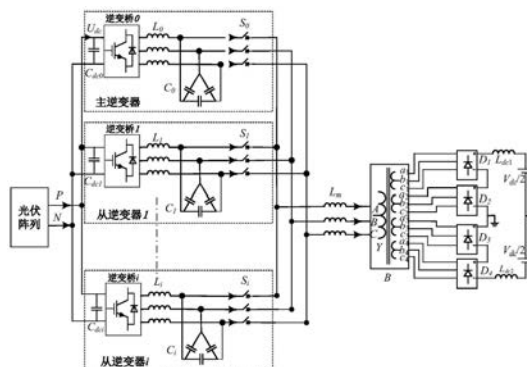 逆变桥0
U_dc
L_0
S_0
C_dc0
C_0
主逆变器
逆变桥1
L_1
S_1
C_dc1
C_1
从逆变器1
光伏
阵列
P
N
L_m
A
B
C
Y
B
a
b
c
a
b
c
a
b
c
a
b
c
D_1
D_2
D_3
D_4
L_dc1
L_dc2
V_dc/2
V_dc/2
逆变桥i
L_i
S_i
C_dci
C_i
从逆变器i